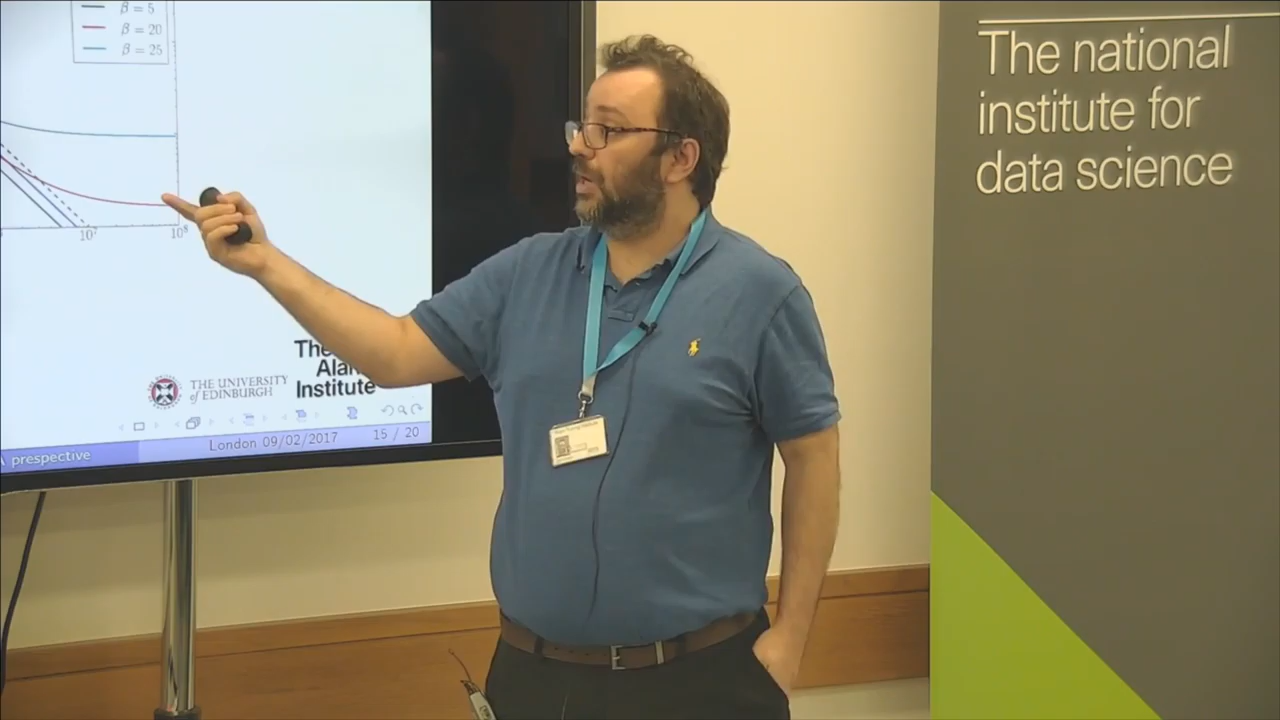 β = 5
β = 20
β = 25
10⁷
10⁸
THE UNIVERSITY
of EDINBURGH
The
Alan
Institute
prespective
London 09/02/2017
15 / 20
The national
institute for
data science